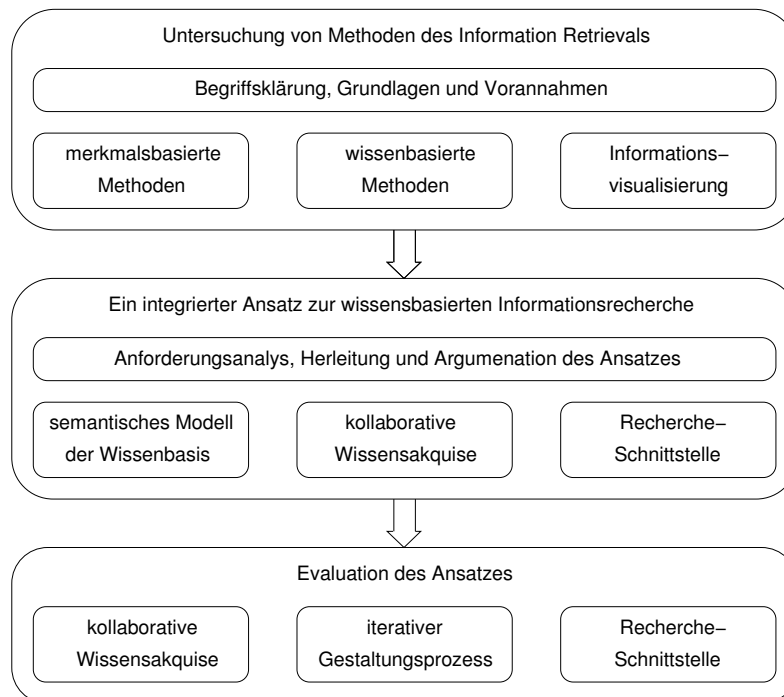 Untersuchung von Methoden des Information Retrievals
Begriffsklärung, Grundlagen und Vorannahmen
merkmalsbasierte
Methoden
wissenbasierte
Methoden
Informations−
visualisierung
Ein integrierter Ansatz zur wissensbasierten Informationsrecherche
Anforderungsanalys, Herleitung und Argumenation des Ansatzes
semantisches Modell
der Wissenbasis
kollaborative
Wissensakquise
Recherche−
Schnittstelle
Evaluation des Ansatzes
kollaborative
Wissensakquise
iterativer
Gestaltungsprozess
Recherche−
Schnittstelle